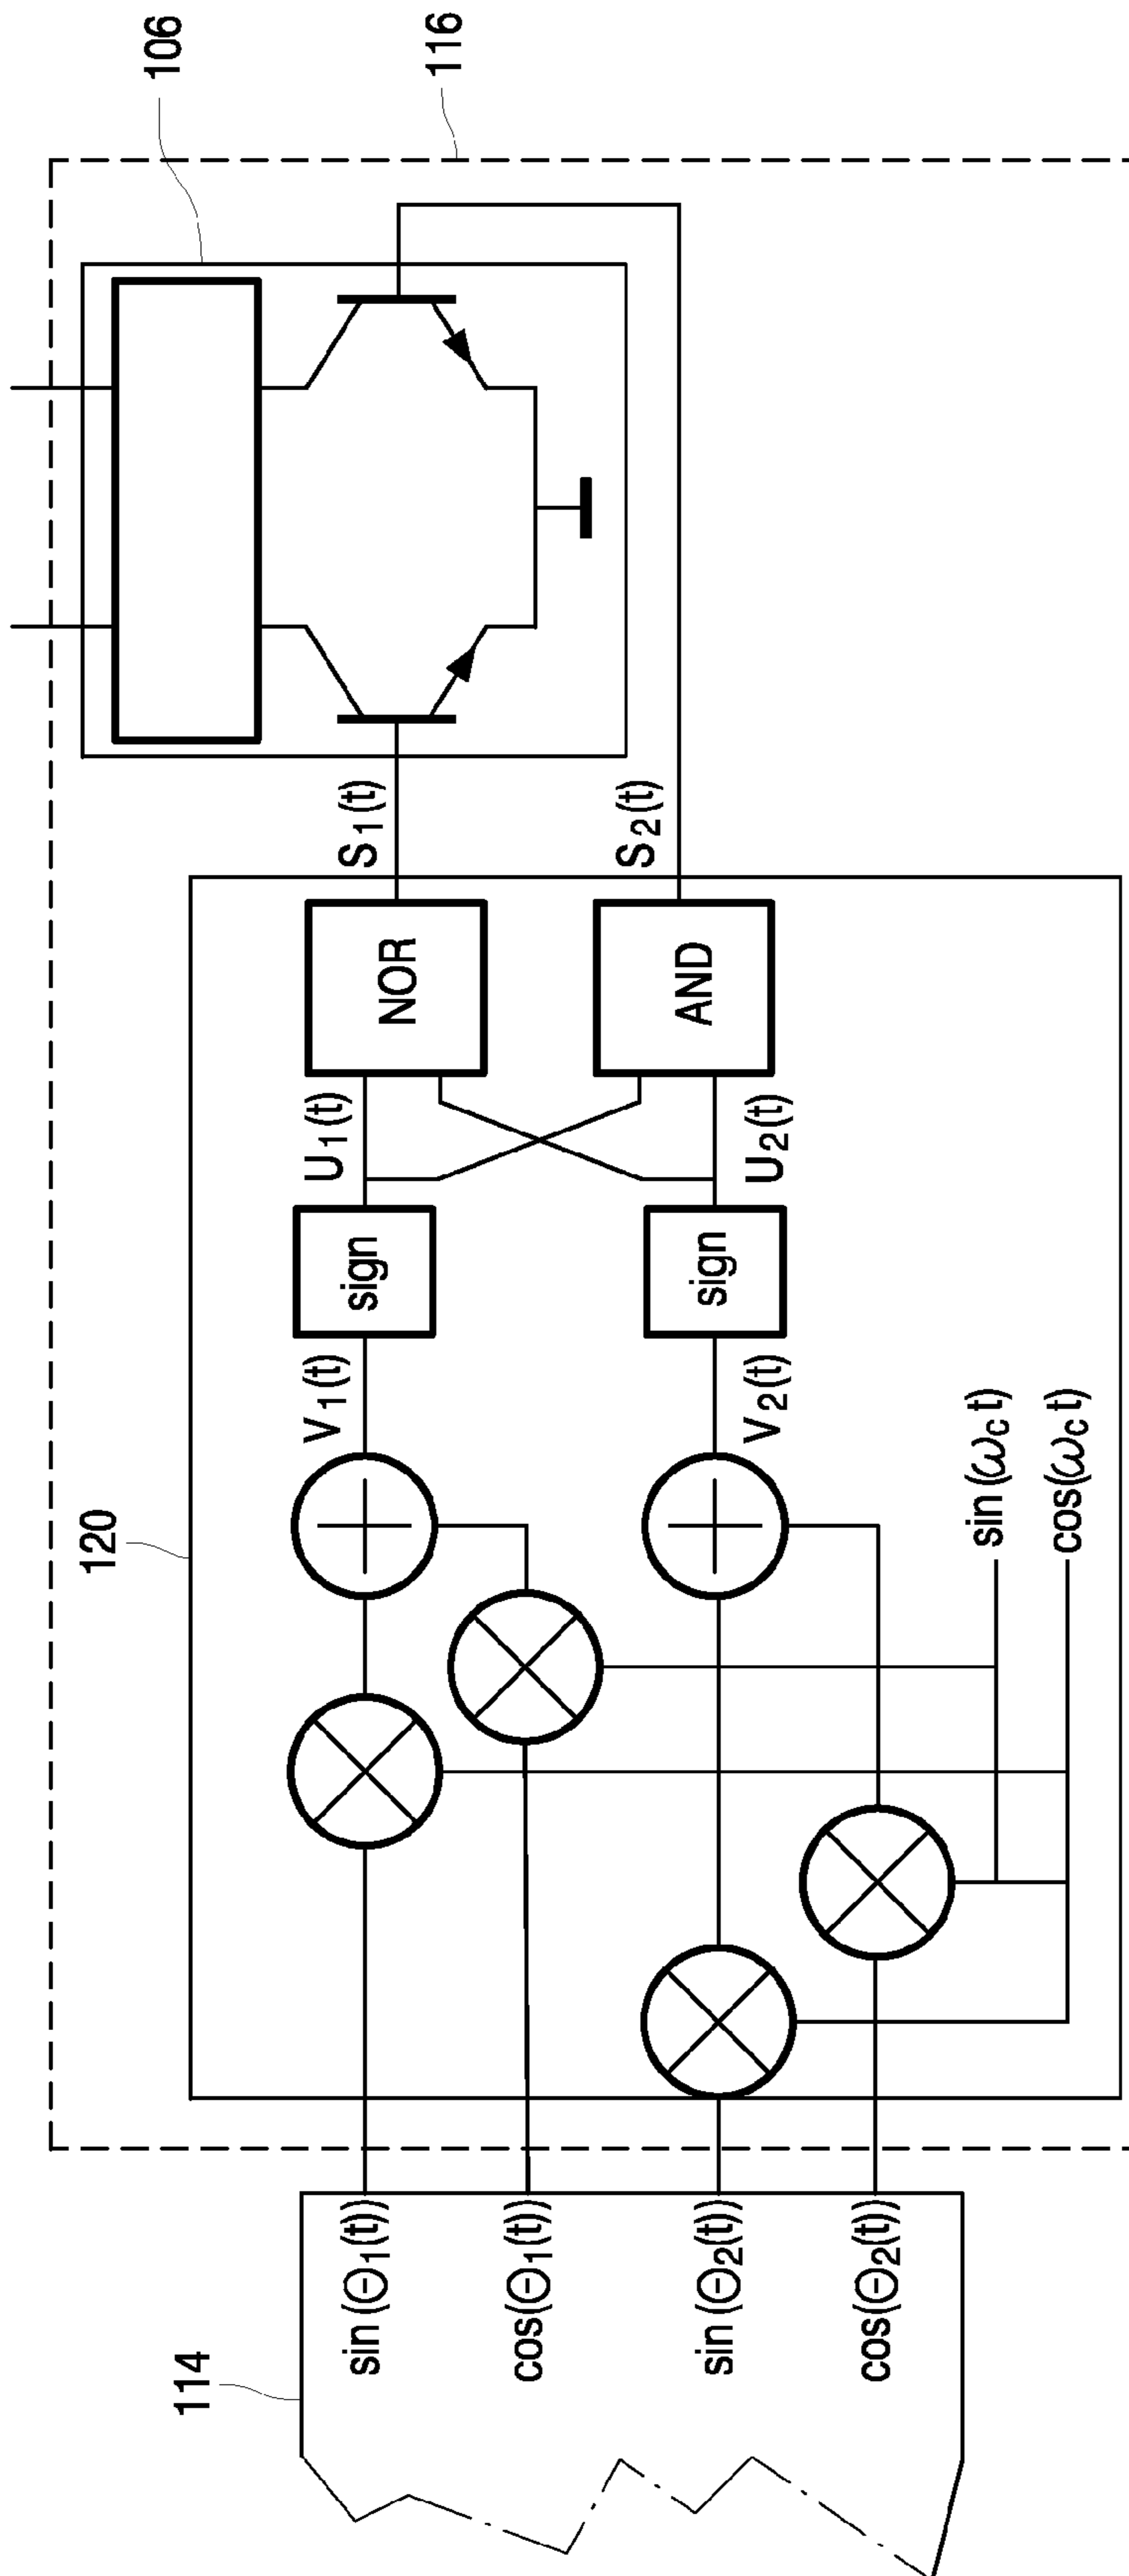 106
116
120
114
sin(Θ1(t))
cos(Θ1(t))
sin(Θ2(t))
cos(Θ2(t))
V1(t)
sign
U1(t)
NOR
S1(t)
V2(t)
sign
U2(t)
AND
S2(t)
sin(ωc t)
cos(ωc t)